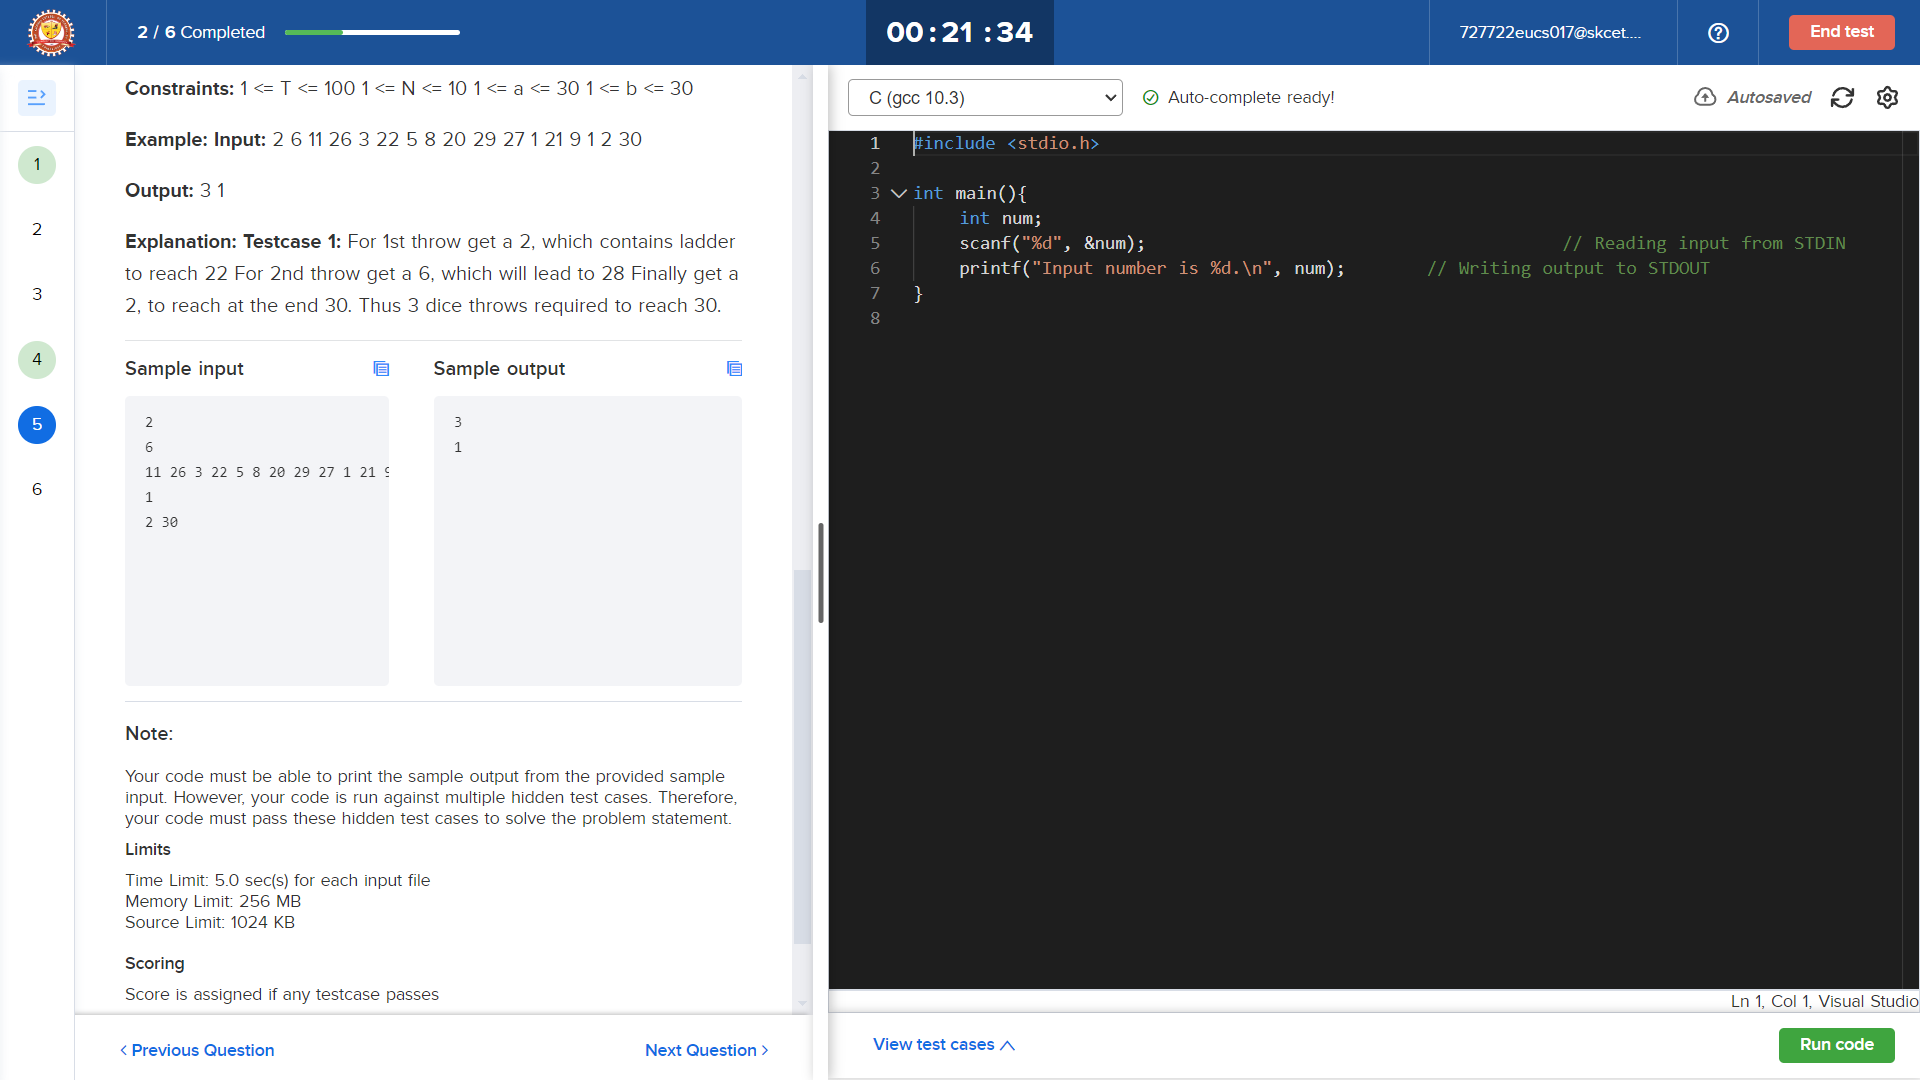 2 / 6 Completed
00 : 21 : 34
727722eucs017@skcet....
End test
1
2
3
4
5
6
Constraints: 1 <= T <= 100 1 <= N <= 10 1 <= a <= 30 1 <= b <= 30
Example: Input: 2 6 11 26 3 22 5 8 20 29 27 1 21 9 1 2 30
Output: 3 1
Explanation: Testcase 1: For 1st throw get a 2, which contains ladder
to reach 22 For 2nd throw get a 6, which will lead to 28 Finally get a
2, to reach at the end 30. Thus 3 dice throws required to reach 30.
Sample input
2
6
11 26 3 22 5 8 20 29 27 1 21 9
1
2 30
Sample output
3
1
Note:
Your code must be able to print the sample output from the provided sample
input. However, your code is run against multiple hidden test cases. Therefore,
your code must pass these hidden test cases to solve the problem statement.
Limits
Time Limit: 5.0 sec(s) for each input file
Memory Limit: 256 MB
Source Limit: 1024 KB
Scoring
Score is assigned if any testcase passes
Previous Question
Next Question
C (gcc 10.3)
Auto-complete ready!
Autosaved
1 #include <stdio.h>
2
3 int main(){
4 int num;
5 scanf("%d", &num); // Reading input from STDIN
6 printf("Input number is %d.\n", num); // Writing output to STDOUT
7 }
8
Ln 1, Col 1, Visual Studio
View test cases
Run code